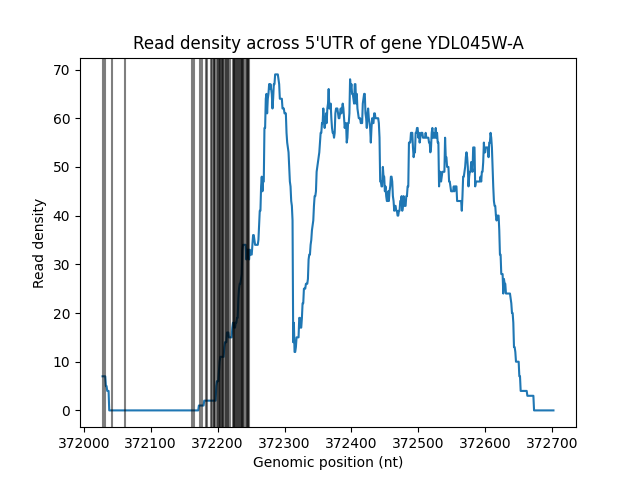 Read density across 5'UTR of gene YDL045W-A
Read density
70
60
50
40
30
20
10
0
372000 372100 372200 372300 372400 372500 372600 372700
Genomic position (nt)